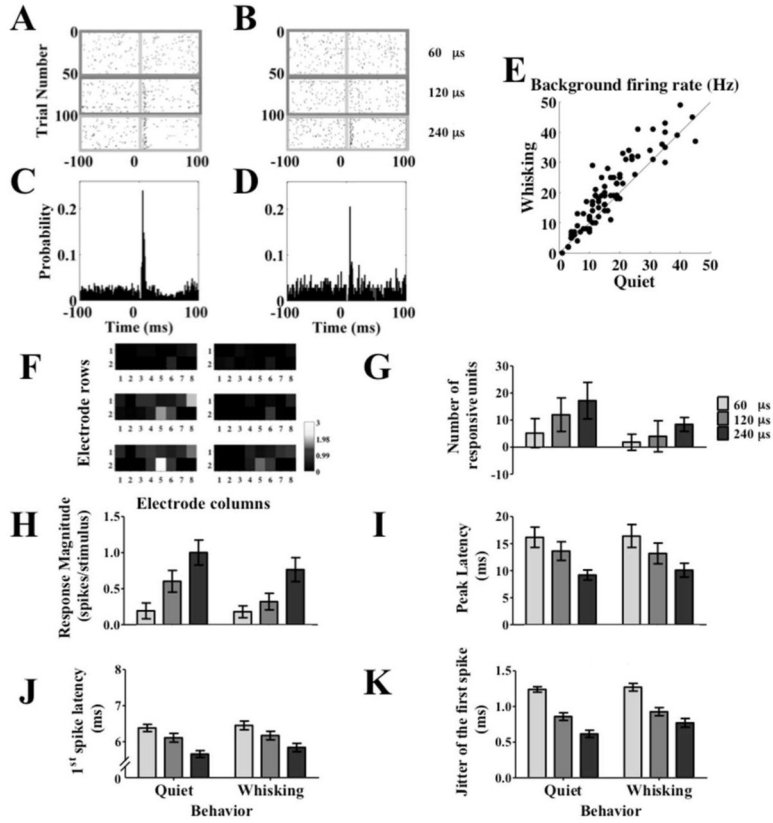 A
B
0
50
100
Trial Number
-100 0 100
-100 0 100
60 μs
120 μs
240 μs
E
Background firing rate (Hz)
50
40
30
20
10
0
Whisking
0 10 20 30 40 50
Quiet
C
D
0.2
0.1
0
Probability
0.2
0.1
0
-100 0 100
-100 0 100
Time (ms)
Time (ms)
F
Electrode rows
1
2
1
2
1 2 3 4 5 6 7 8
1 2 3 4 5 6 7 8
1
2
1
2
1 2 3 4 5 6 7 8
1 2 3 4 5 6 7 8
1
2
1
2
1 2 3 4 5 6 7 8
1 2 3 4 5 6 7 8
3
1.98
0.99
0
Electrode columns
G
Number of
responsive units
30
20
10
0
-10
60 μs
120 μs
240 μs
H
Response Magnitude
(spikes/stimulus)
1.5
1.0
0.5
0.0
I
Peak Latency
(ms)
20
15
10
5
0
J
1st spike latency
(ms)
8
6
0
Quiet Whisking
Behavior
K
Jitter of the first spike
(ms)
1.5
1.0
0.5
0.0
Quiet Whisking
Behavior